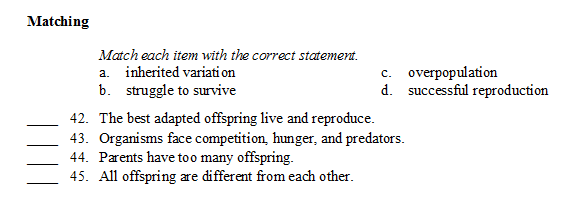 Matching
Match each item with the correct statement.
a. inherited variation c. overpopulation
b. struggle to survive d. successful reproduction
____ 42. The best adapted offspring live and reproduce.
____ 43. Organisms face competition, hunger, and predators.
____ 44. Parents have too many offspring.
____ 45. All offspring are different from each other.